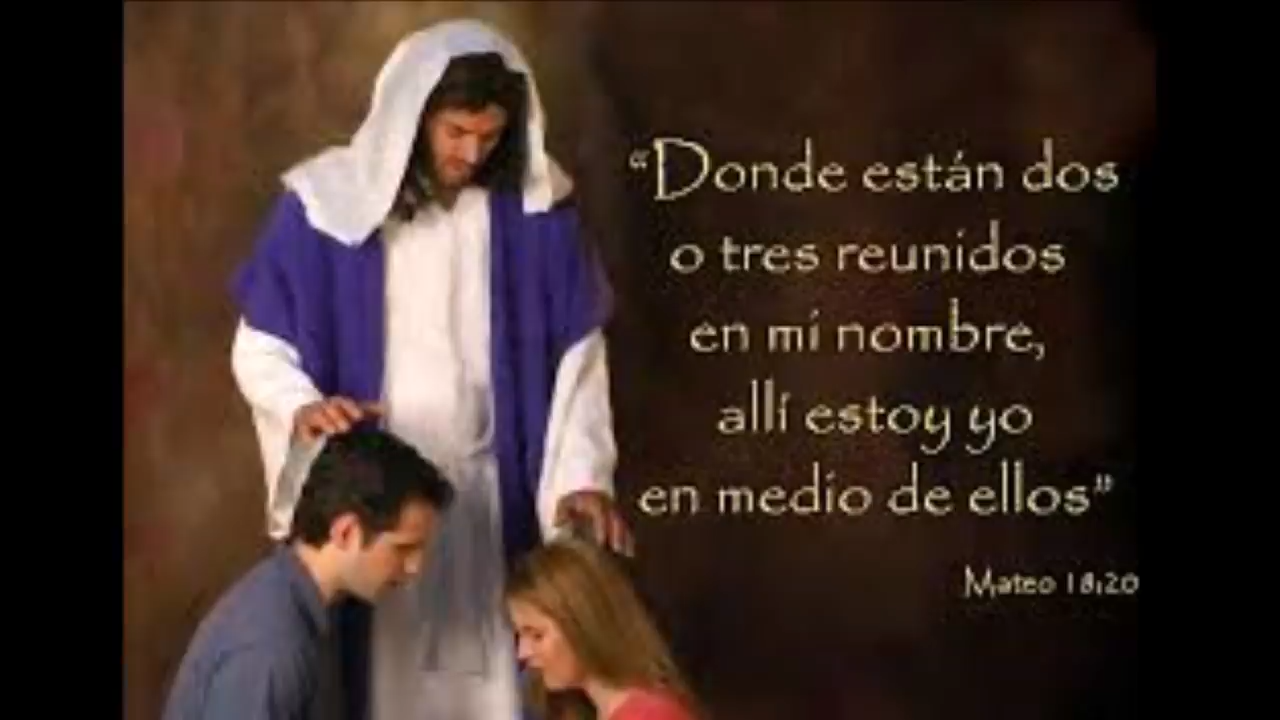 “Donde están dos
o tres reunidos
en mi nombre,
allí estoy yo
en medio de ellos”
Mateo 18:20